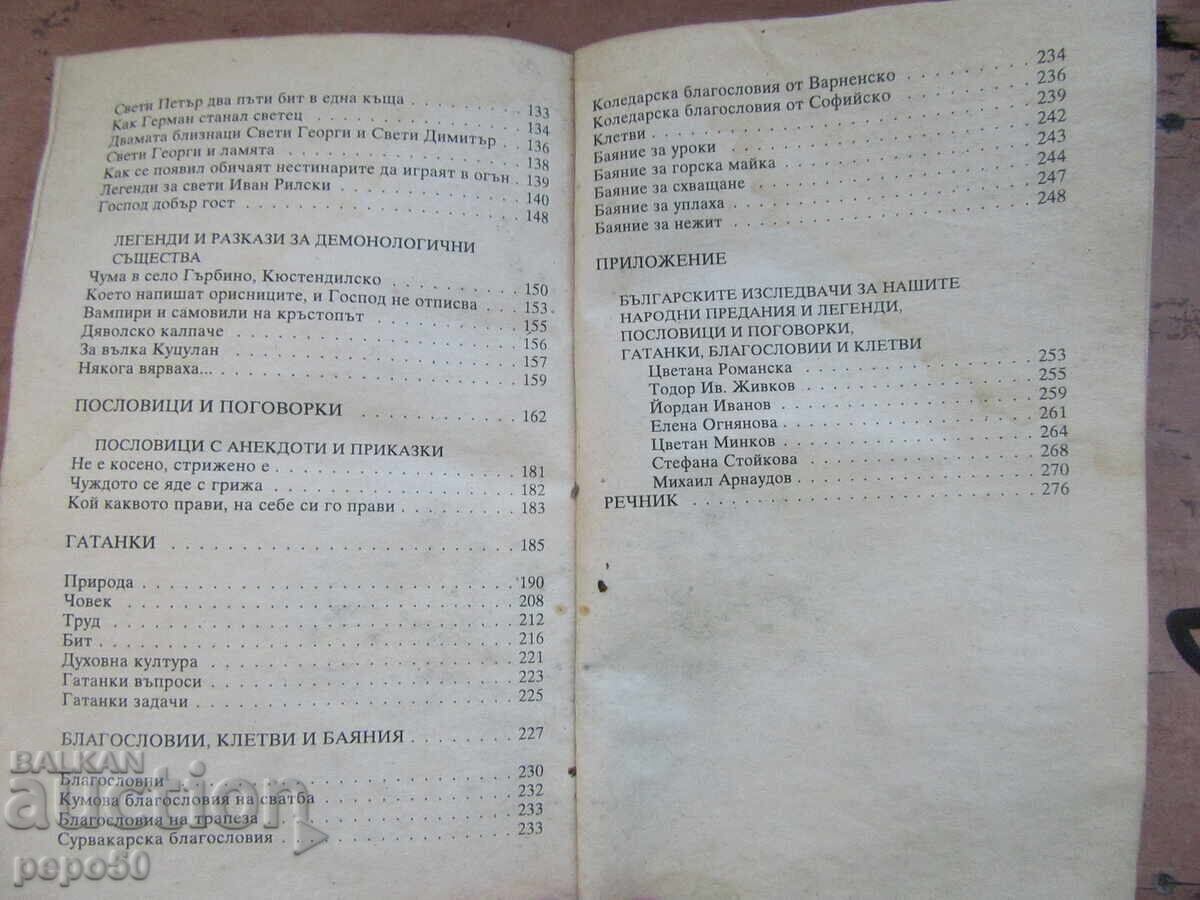 Свети Петър два пъти бит в една къща . . . 133
Как Герман станал светец . . . 134
Двамата близнаци Свети Георги и Свети Димитър . . . 136
Свети Георги и ламята . . . 138
Как се появил обичаят нестинарите да играят в огън . 139
Легенди за свети Иван Рилски . . . 140
Господ добър гост . . . 148
ЛЕГЕНДИ И РАЗКАЗИ ЗА ДЕМОНОЛОГИЧНИ
СЪЩЕСТВА
Чума в село Гърбино, Кюстендилско . . . 150
Което напишат орисниците, и Господ не отписва . . . 153
Вампири и самовили на кръстопът . . . 155
Дяволско калпаче . . . 156
За вълка Куцулан . . . 157
Някога вярваха... . . . 159
ПОСЛОВИЦИ И ПОГОВОРКИ . . . 162
ПОСЛОВИЦИ С АНЕКДОТИ И ПРИКАЗКИ
Не е косено, стрижено е . . . 181
Чуждото се яде с грижа . . . 182
Кой каквото прави, на себе си го прави . . . 183
ГАТАНКИ . . . 185
Природа . . . 190
Човек . . . 208
Труд . . . 212
Бит . . . 216
Духовна култура . . . 221
Гатанки въпроси . . . 223
Гатанки задачи . . . 225
БЛАГОСЛОВИИ, КЛЕТВИ И БАЯНИЯ . . . 227
Благословии . . . 230
Кумова благословия на сватба . . . 232
Благословия на трапеза . . . 233
Сурвакарска благословия . . . 233
Коледарска благословия от Варненско . . . 234
Коледарска благословия от Софийско . . . 236
Клетви . . . 239
Баяние за уроки . . . 242
Баяние за горска майка . . . 243
Баяние за схващане . . . 244
Баяние за уплаха . . . 247
Баяние за нежит . . . 248
ПРИЛОЖЕНИЕ
БЪЛГАРСКИТЕ ИЗСЛЕДВАЧИ ЗА НАШИТЕ
НАРОДНИ ПРЕДАНИЯ И ЛЕГЕНДИ,
ПОСЛОВИЦИ И ПОГОВОРКИ,
ГАТАНКИ, БЛАГОСЛОВИИ И КЛЕТВИ
Цветана Романска . . . 253
Тодор Ив. Живков . . . 255
Йордан Иванов . . . 259
Елена Огнянова . . . 261
Цветан Минков . . . 264
Стефана Стойкова . . . 268
Михаил Арнаудов . . . 270
РЕЧНИК . . . 276
BALKAN
auction
pepo50